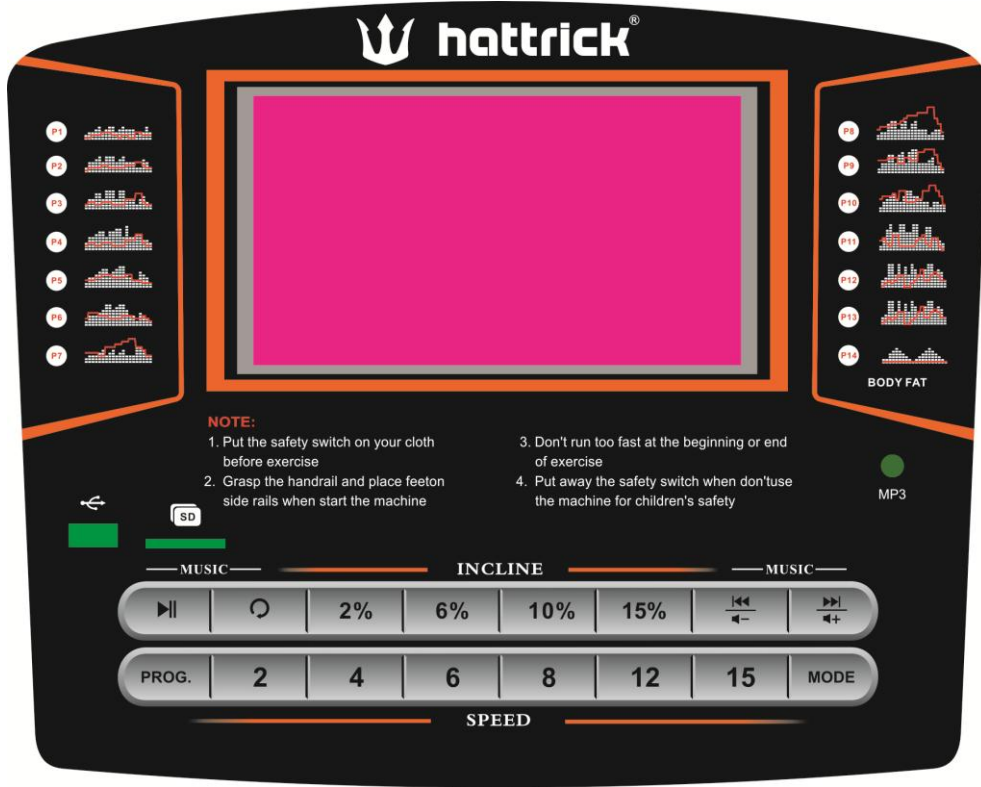 hattrick®
P1
P2
P3
P4
P5
P6
P7
P8
P9
P10
P11
P12
P13
P14
BODY FAT
NOTE:
1. Put the safety switch on your cloth
before exercise
2. Grasp the handrail and place feeton
side rails when start the machine
3. Don't run too fast at the beginning or end
of exercise
4. Put away the safety switch when don'tuse
the machine for children's safety
MP3
SD
MUSIC INCLINE MUSIC
2% 6% 10% 15%
PROG. 2 4 6 8 12 15 MODE
SPEED